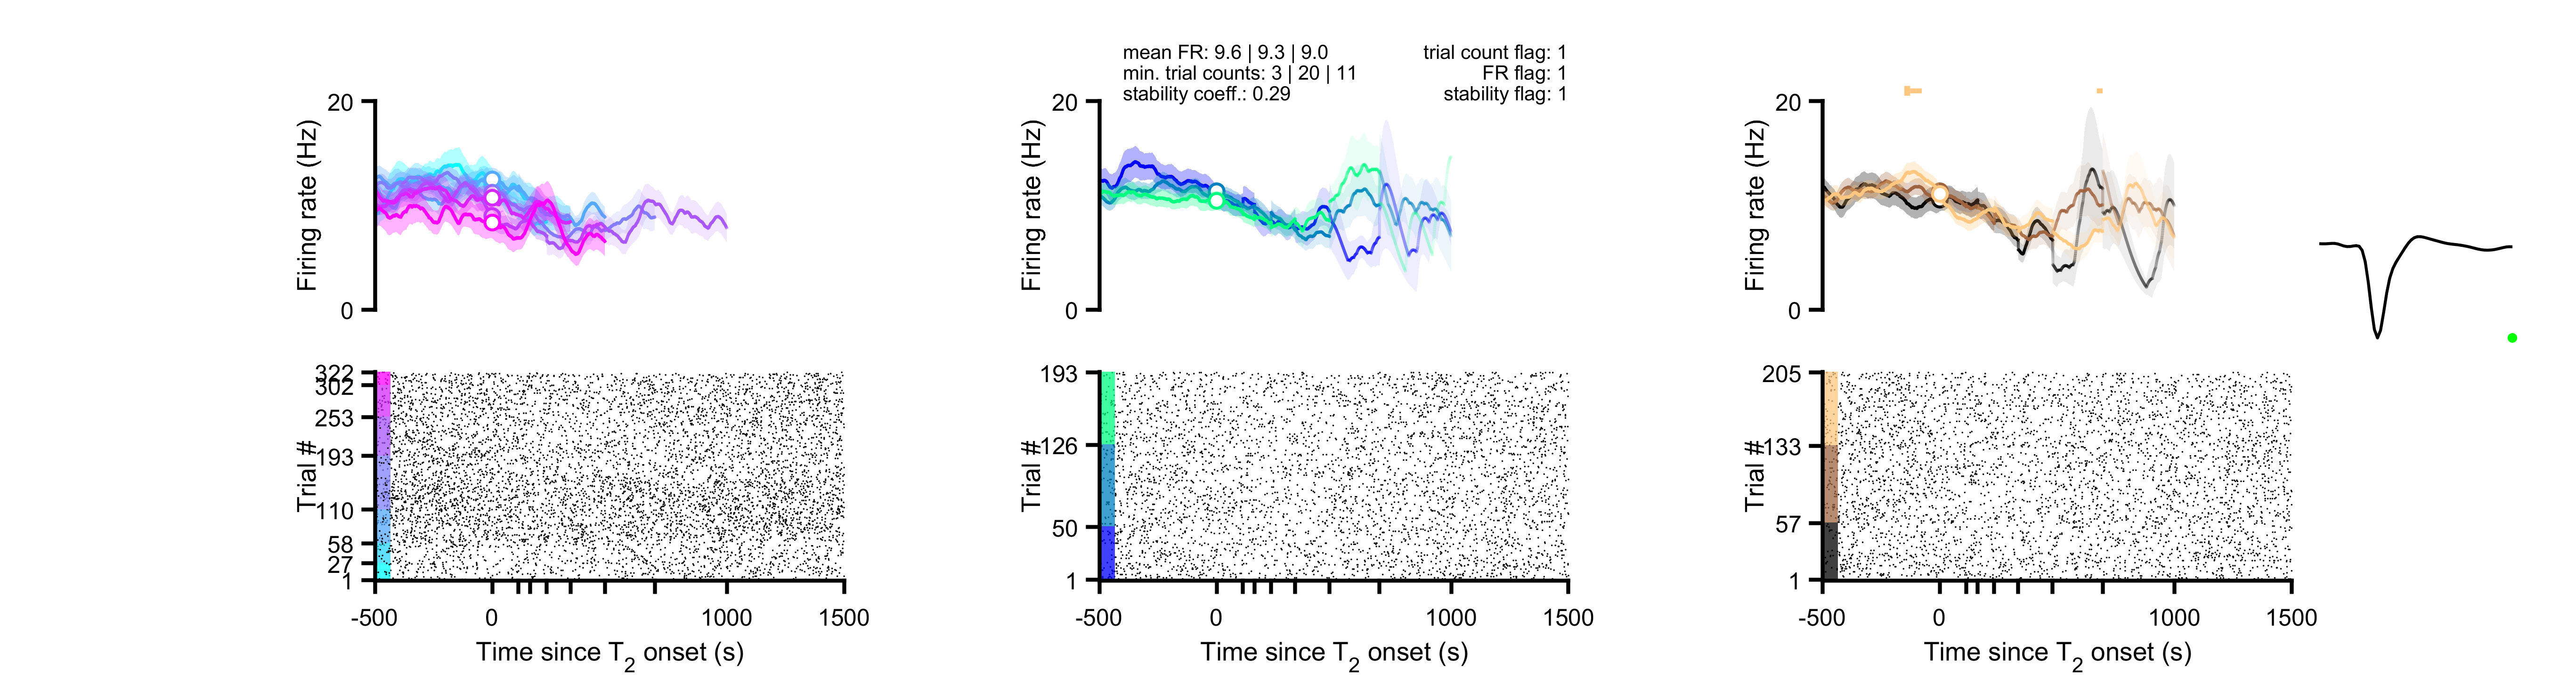 mean FR: 9.6 | 9.3 | 9.0
min. trial counts: 3 | 20 | 11
stability coeff.: 0.29
trial count flag: 1
FR flag: 1
stability flag: 1
Firing rate (Hz)
20
0
Firing rate (Hz)
20
0
Firing rate (Hz)
20
0
Trial #
322
302
253
193
110
58
27
1
-500
0
1000
1500
Time since T2 onset (s)
Trial #
193
126
50
1
-500
0
1000
1500
Time since T2 onset (s)
Trial #
205
133
57
1
-500
0
1000
1500
Time since T2 onset (s)